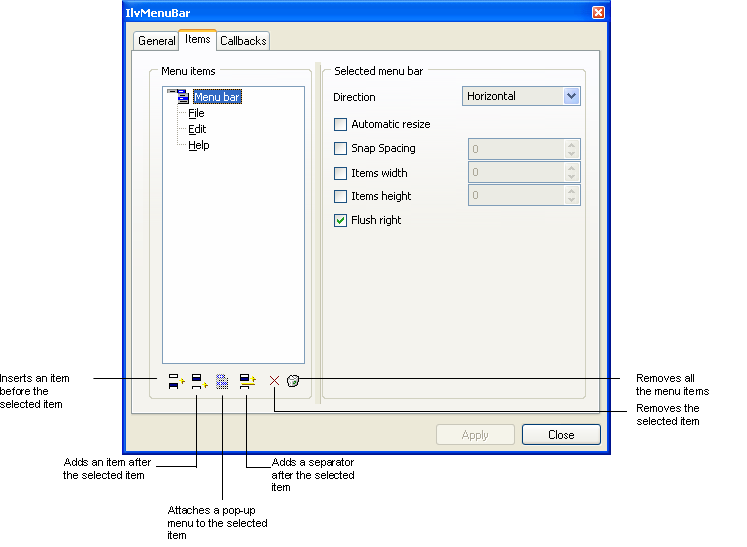 IlvMenuBar
General Items Callbacks
Menu items
Menu bar
File
Edit
Help
Selected menu bar
Direction Horizontal
Automatic resize
Snap Spacing 0
Items width 0
Items height 0
Flush right
Inserts an item
before the
selected item
Removes all
the menu items
Removes the
selected item
Apply Close
Adds an item after
the selected item
Adds a separator
after the selected
item
Attaches a pop-up
menu to the selected
item